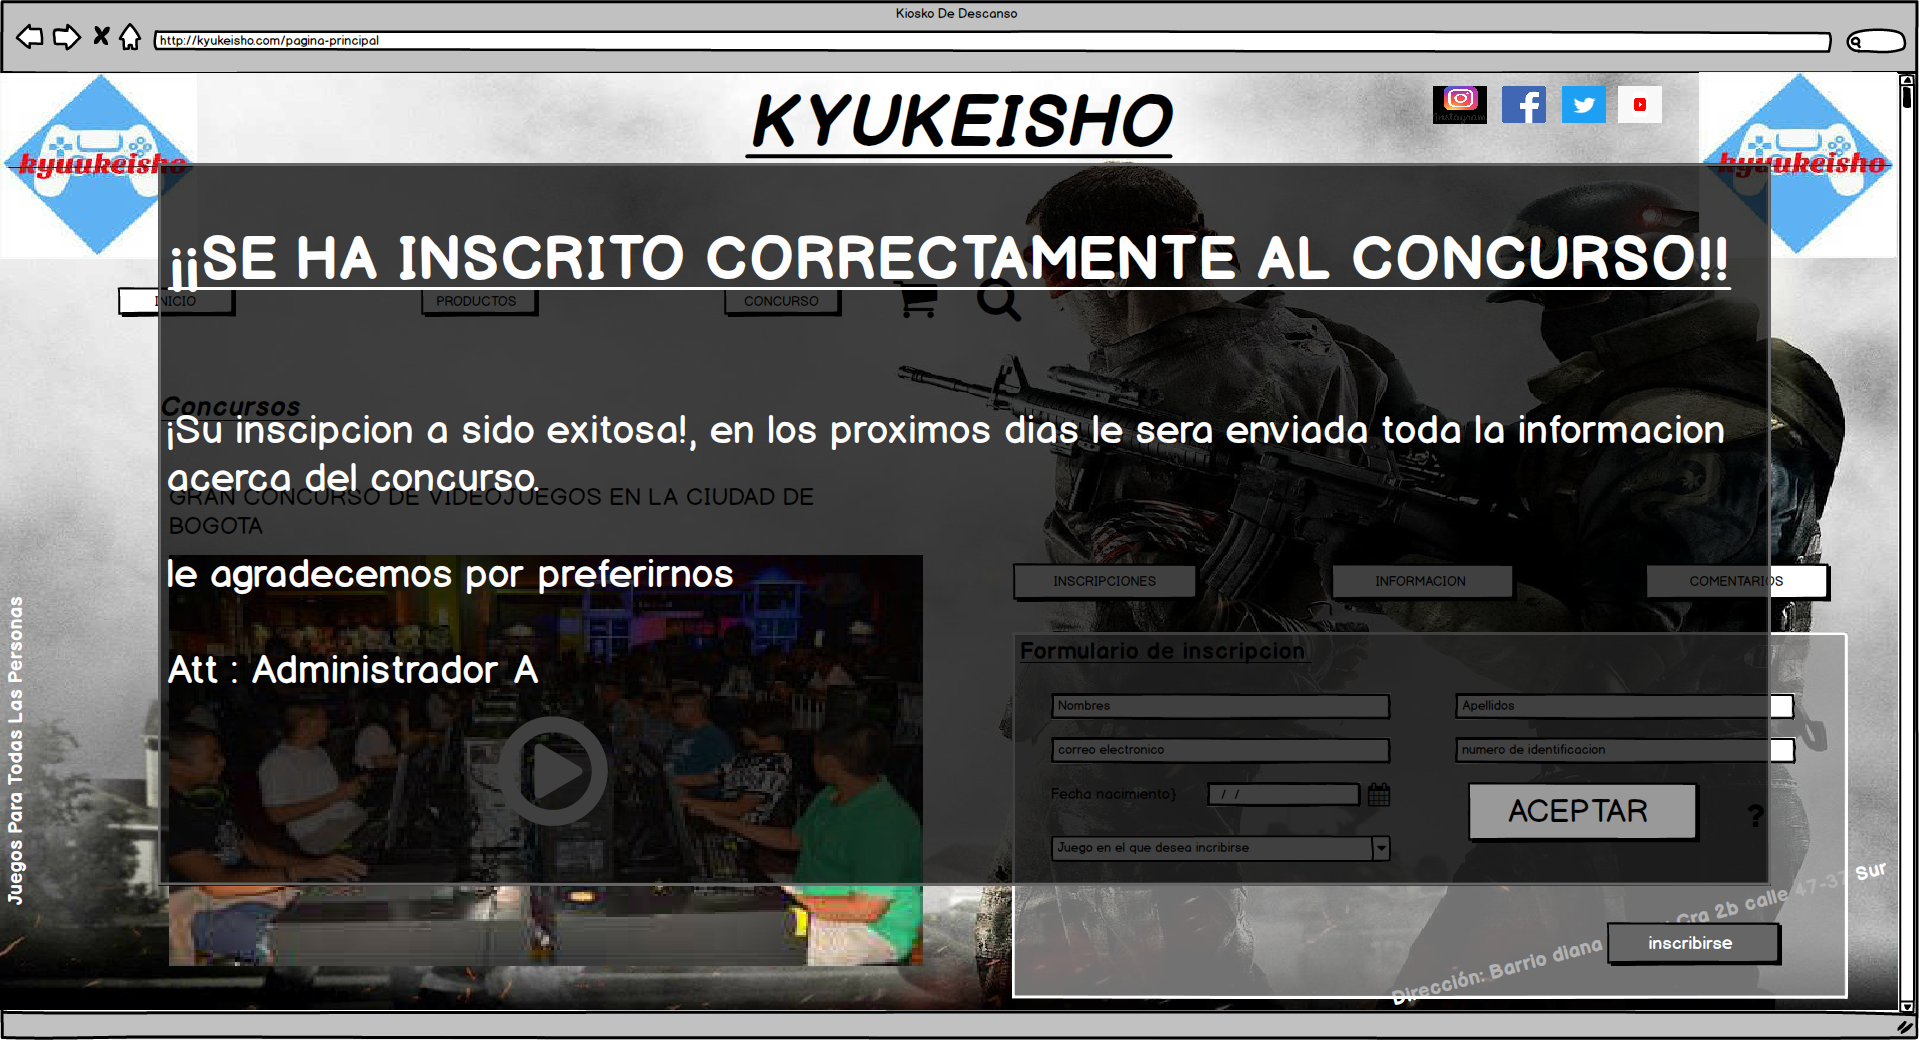 Kiosko De Descanso
http://kyukeisho.com/pagina-principal
KYUKEISHO
Instagram
kyuukeisho
kyuukeisho
¡¡SE HA INSCRITO CORRECTAMENTE AL CONCURSO!!
INICIO
PRODUCTOS
CONCURSO
Concursos
¡Su inscipcion a sido exitosa!, en los proximos dias le sera enviada toda la informacion
acerca del concurso.
GRAN CONCURSO DE VIDEOJUEGOS EN LA CIUDAD DE
BOGOTA
le agradecemos por preferirnos
Att : Administrador A
INSCRIPCIONES
INFORMACION
COMENTARIOS
Formulario de inscripcion
Nombres
Apellidos
correo electronico
numero de identificacion
Fecha nacimiento}
/ /
ACEPTAR
?
Juego en el que desea incribirse
inscribirse
Juegos Para Todas Las Personas
Dirección: Barrio diana Cra 2b calle 47-37 Sur